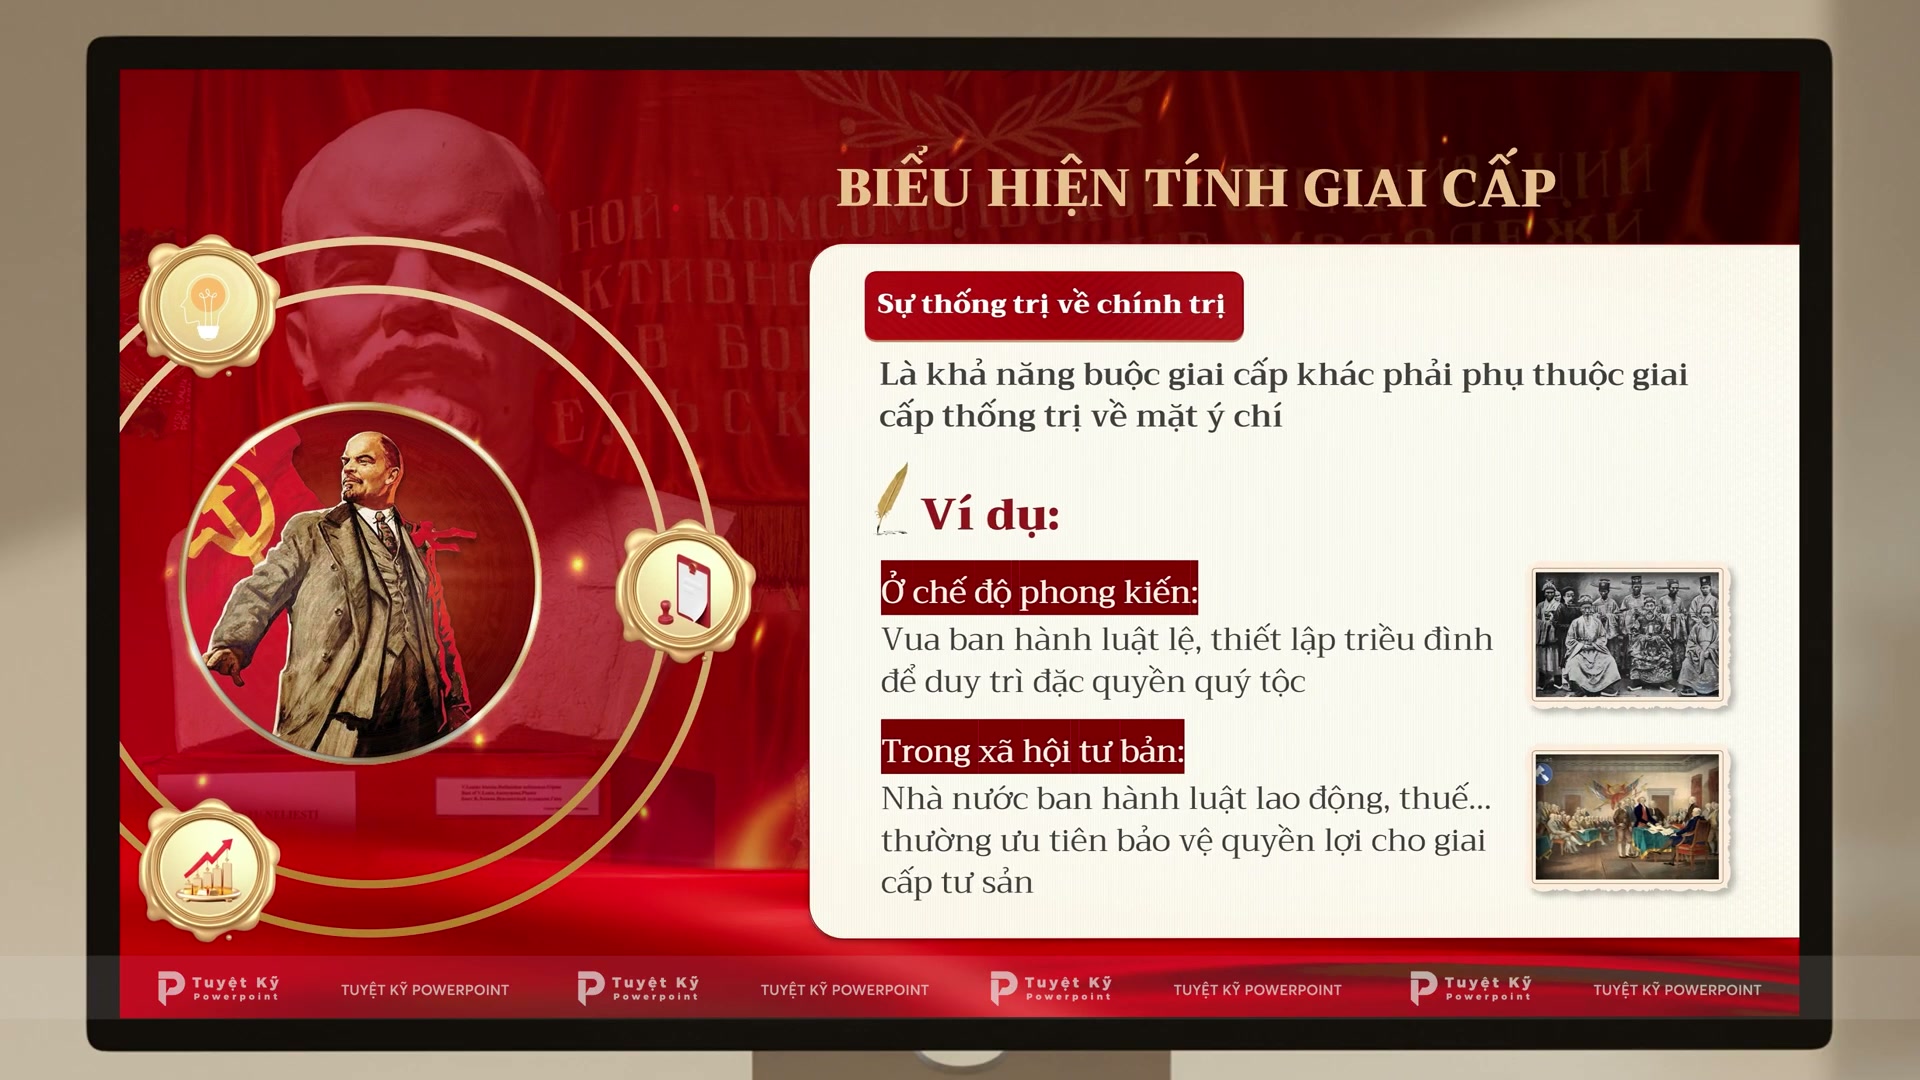 BIỂU HIỆN TÍNH GIAI CẤP
НОЙ КОМСОМОЛЬСКОЙ
Sự thống trị về chính trị
Là khả năng buộc giai cấp khác phải phụ thuộc giai
cấp thống trị về mặt ý chí
Ví dụ:
Ở chế độ phong kiến:
Vua ban hành luật lệ, thiết lập triều đình
để duy trì đặc quyền quý tộc
Trong xã hội tư bản:
Nhà nước ban hành luật lao động, thuế...
thường ưu tiên bảo vệ quyền lợi cho giai
cấp tư sản
Tuyệt Kỹ Powerpoint TUYỆT KỸ POWERPOINT Tuyệt Kỹ Powerpoint TUYỆT KỸ POWERPOINT Tuyệt Kỹ Powerpoint TUYỆT KỸ POWERPOINT Tuyệt Kỹ Powerpoint TUYỆT KỸ POWERPOINT